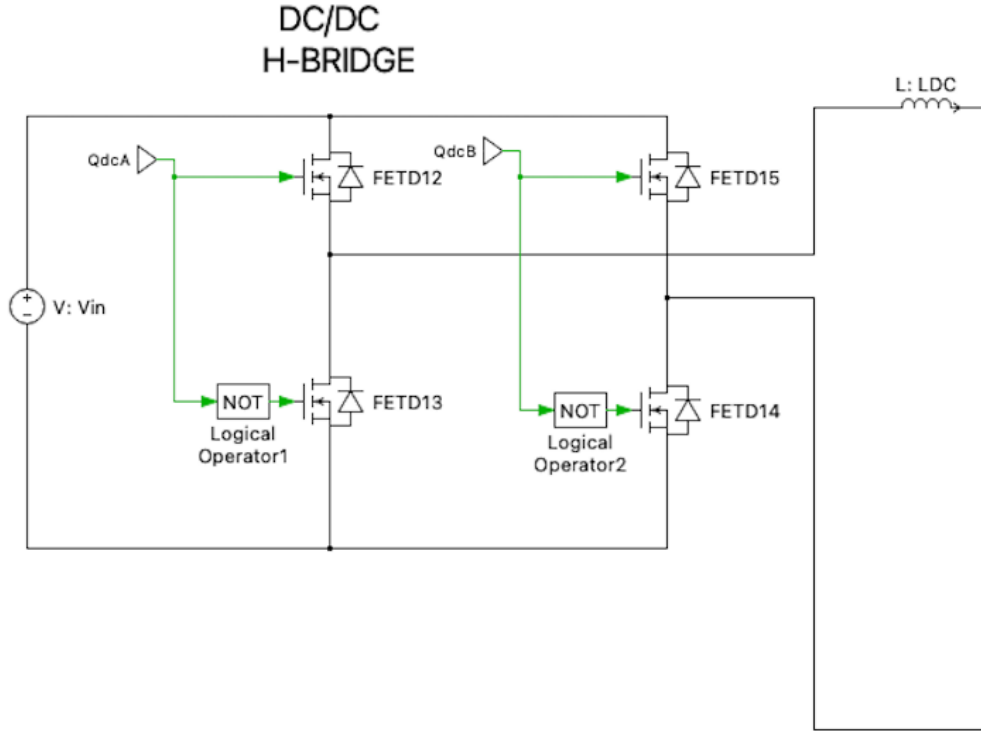 DC/DC
H-BRIDGE
L: LDC
QdcA
QdcB
FETD12
FETD15
+
−
V: Vin
NOT
FETD13
NOT
FETD14
Logical
Operator1
Logical
Operator2